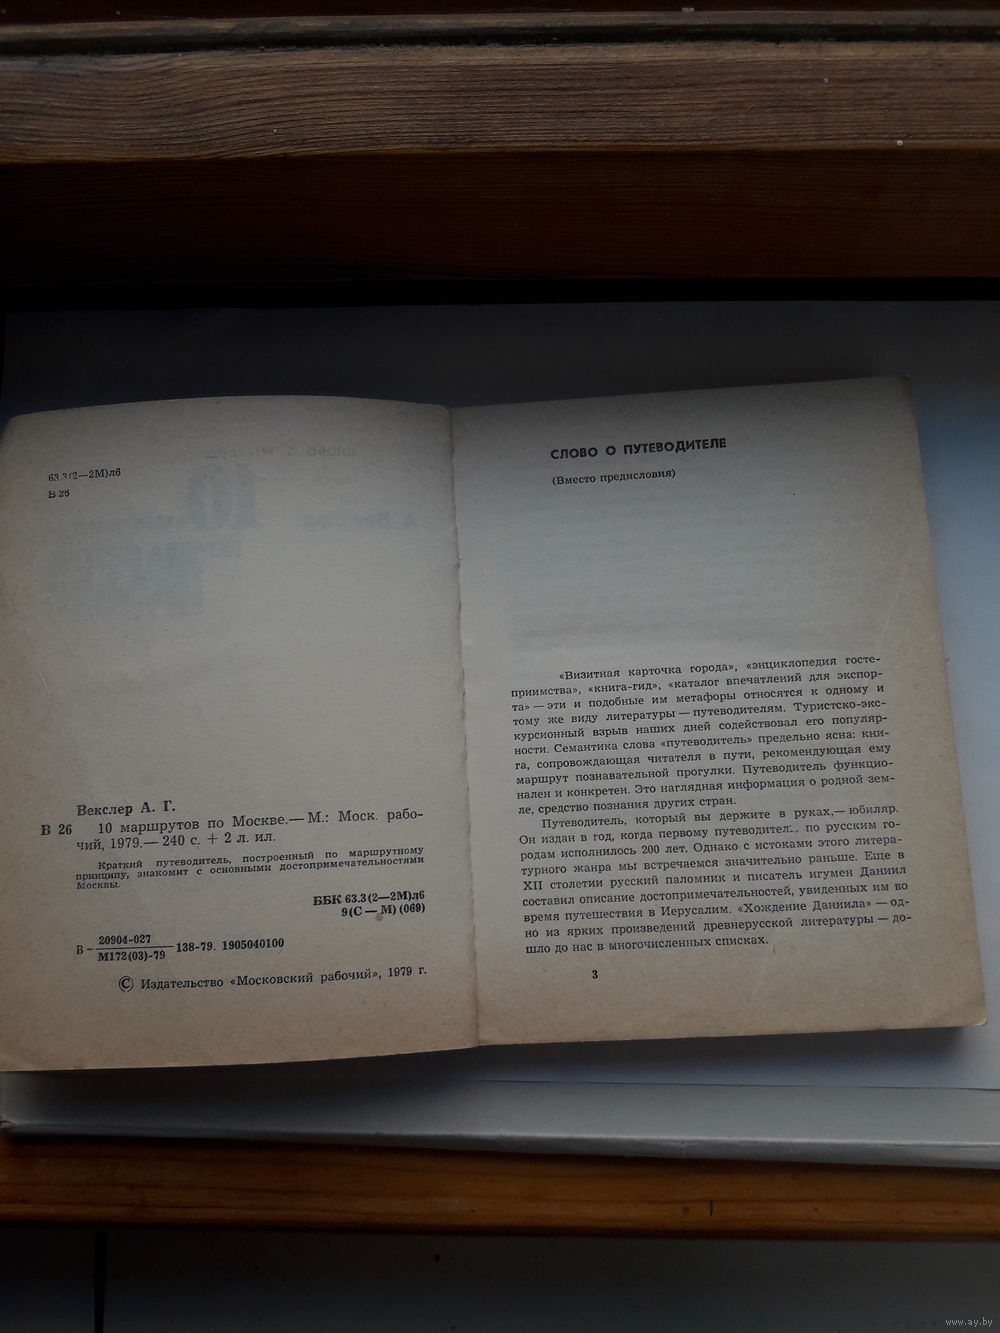 63.3(2—2М)л6
В 26
Векслер А. Г.
В 26 10 маршрутов по Москве.— М.: Моск. рабо-
чий, 1979.— 240 с. + 2 л. ил.
Краткий путеводитель, построенный по маршрутному
принципу, знакомит с основными достопримечательностями
Москвы.
ББК 63.3(2—2М)л6
9(С — М) (069)
В — 20904-027
М172(03)-79 138-79. 1905040100
© Издательство «Московский рабочий», 1979 г.
СЛОВО О ПУТЕВОДИТЕЛЕ
(Вместо предисловия)
«Визитная карточка города», «энциклопедия госте-
приимства», «книга-гид», «каталог впечатлений для экспор-
та» — эти и подобные им метафоры относятся к одному и
тому же виду литературы — путеводителям. Туристско-экс-
курсионный взрыв наших дней содействовал его популяр-
ности. Семантика слова «путеводитель» предельно ясна: кни-
га, сопровождающая читателя в пути, рекомендующая ему
маршрут познавательной прогулки. Путеводитель функцио-
нален и конкретен. Это наглядная информация о родной зем-
ле, средство познания других стран.
Путеводитель, который вы держите в руках,— юбиляр.
Он издан в год, когда первому путеводител. по русским го-
родам исполнилось 200 лет. Однако с истоками этого литера-
турного жанра мы встречаемся значительно раньше. Еще в
XII столетии русский паломник и писатель игумен Даниил
составил описание достопримечательностей, увиденных им во
время путешествия в Иерусалим. «Хождение Даниила» — од-
но из ярких произведений древнерусской литературы — до-
шло до нас в многочисленных списках.
3
www.ay.by